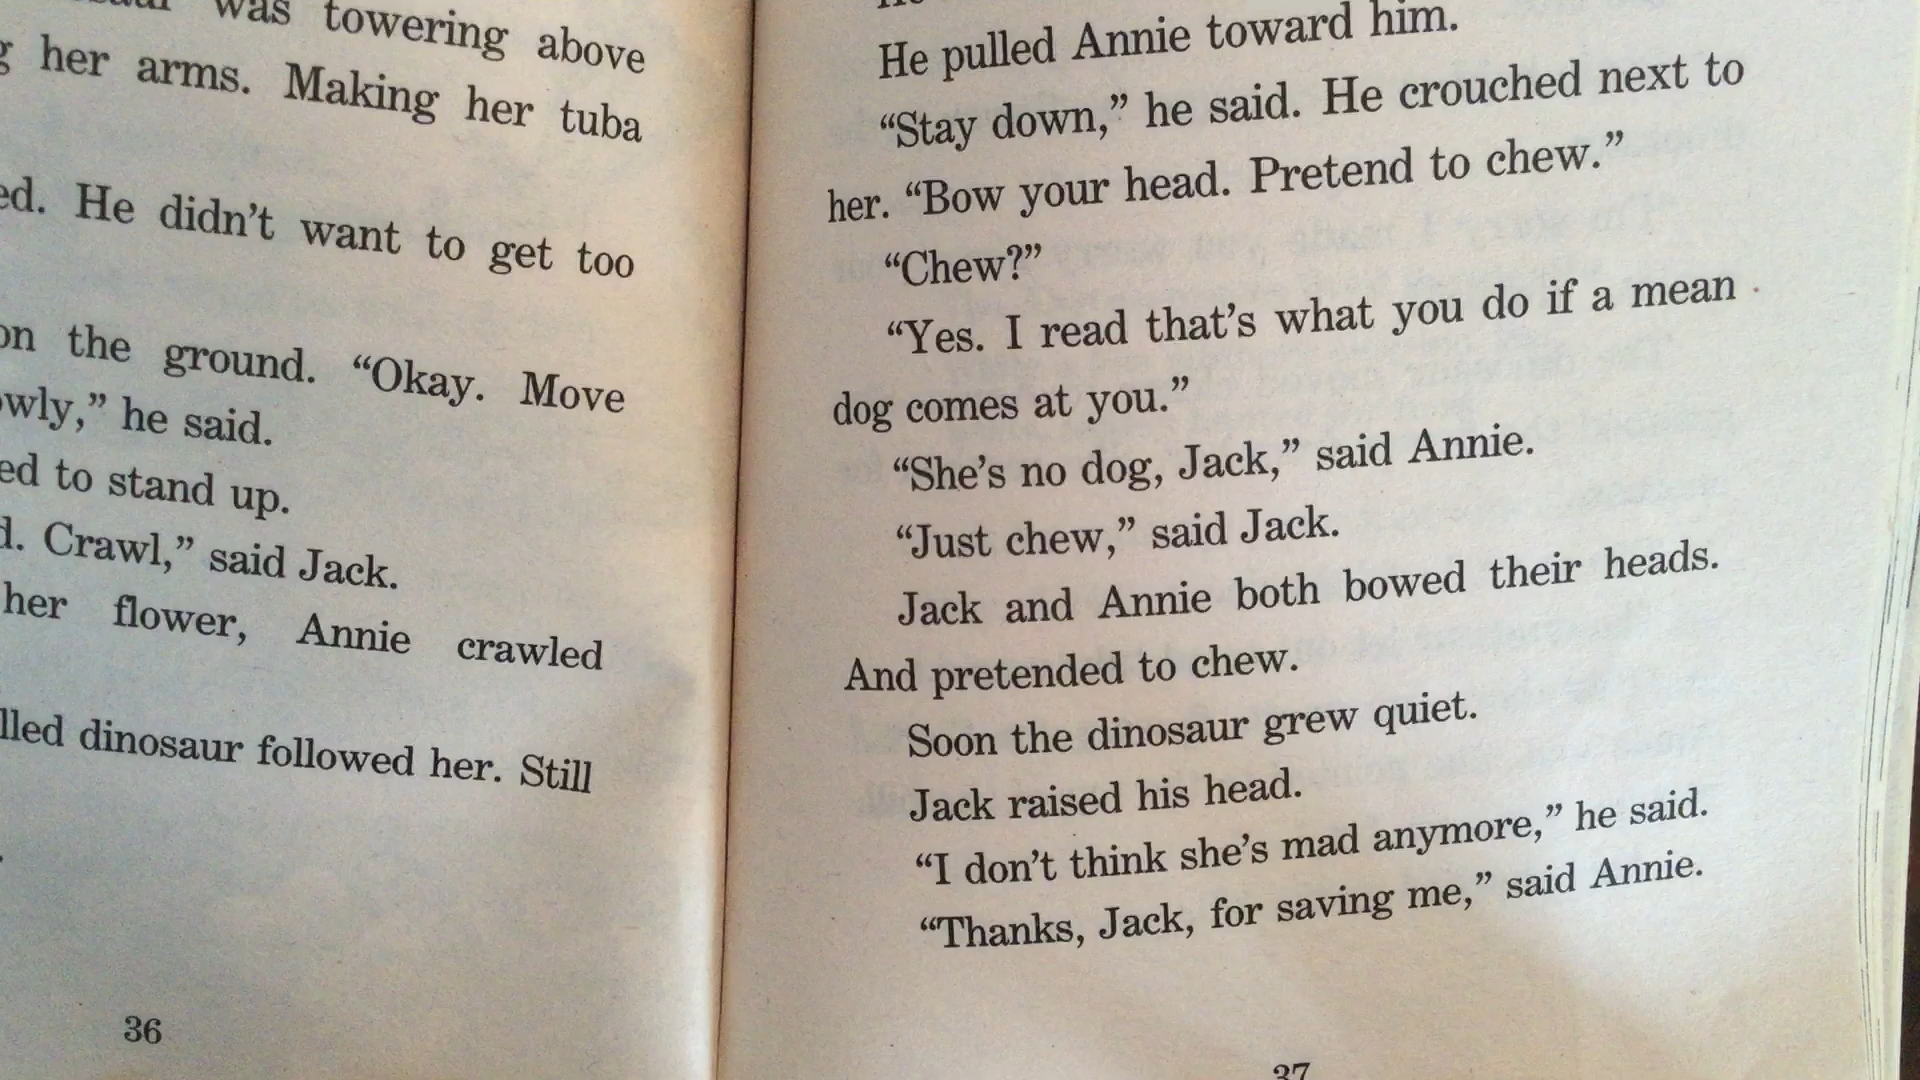 was towering above
her arms. Making her tuba
He didn't want to get too
the ground. “Okay. Move
he said.
to stand up.
Crawl,” said Jack.
her flower, Annie crawled
dinosaur followed her. Still
36
He pulled Annie toward him.
“Stay down,” he said. He crouched next to
her. “Bow your head. Pretend to chew.”
“Chew?”
“Yes. I read that's what you do if a mean
dog comes at you.”
“She's no dog, Jack,” said Annie.
“Just chew,” said Jack.
Jack and Annie both bowed their heads.
And pretended to chew.
Soon the dinosaur grew quiet.
Jack raised his head.
“I don't think she's mad anymore,” he said.
“Thanks, Jack, for saving me,” said Annie.
37